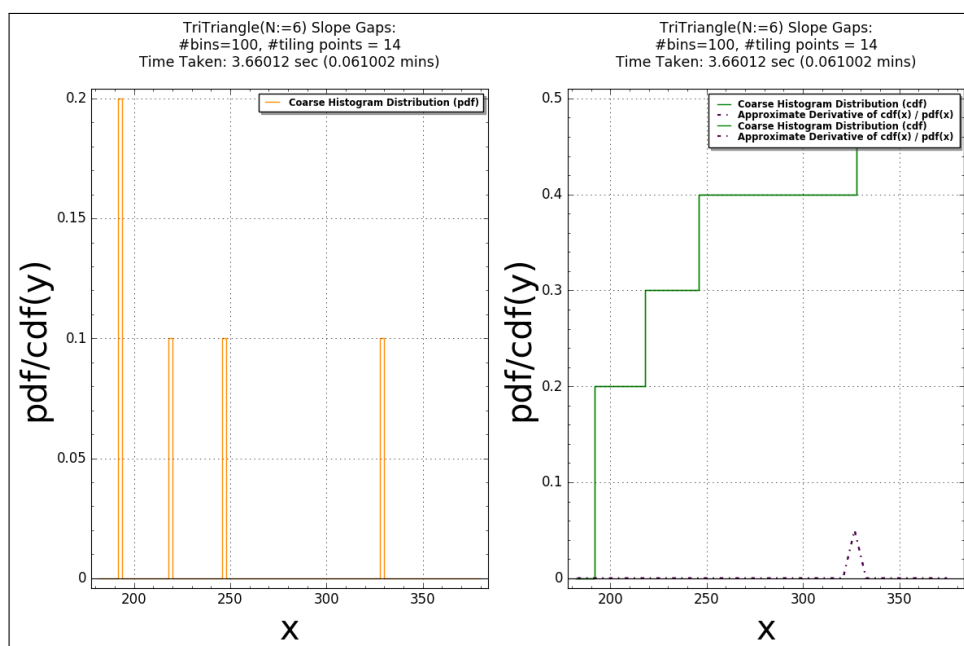 TriTriangle(N:=6) Slope Gaps:
#bins=100, #tiling points = 14
Time Taken: 3.66012 sec (0.061002 mins)
Coarse Histogram Distribution (pdf)
0.2
0.15
0.1
0.05
0
200
250
300
350
pdf/cdf(y)
x
TriTriangle(N:=6) Slope Gaps:
#bins=100, #tiling points = 14
Time Taken: 3.66012 sec (0.061002 mins)
Coarse Histogram Distribution (cdf)
Approximate Derivative of cdf(x) / pdf(x)
Coarse Histogram Distribution (cdf)
Approximate Derivative of cdf(x) / pdf(x)
0.5
0.4
0.3
0.2
0.1
0
200
250
300
350
pdf/cdf(y)
x